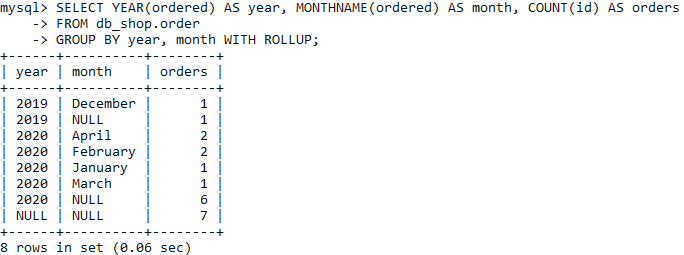 mysql> SELECT YEAR(ordered) AS year, MONTHNAME(ordered) AS month, COUNT(id) AS orders
    -> FROM db_shop.order
    -> GROUP BY year, month WITH ROLLUP;
+------+----------+--------+
| year | month    | orders |
+------+----------+--------+
| 2019 | December |      1 |
| 2019 | NULL     |      1 |
| 2020 | April    |      2 |
| 2020 | February |      2 |
| 2020 | January  |      1 |
| 2020 | March    |      1 |
| 2020 | NULL     |      6 |
| NULL | NULL     |      7 |
+------+----------+--------+
8 rows in set (0.06 sec)